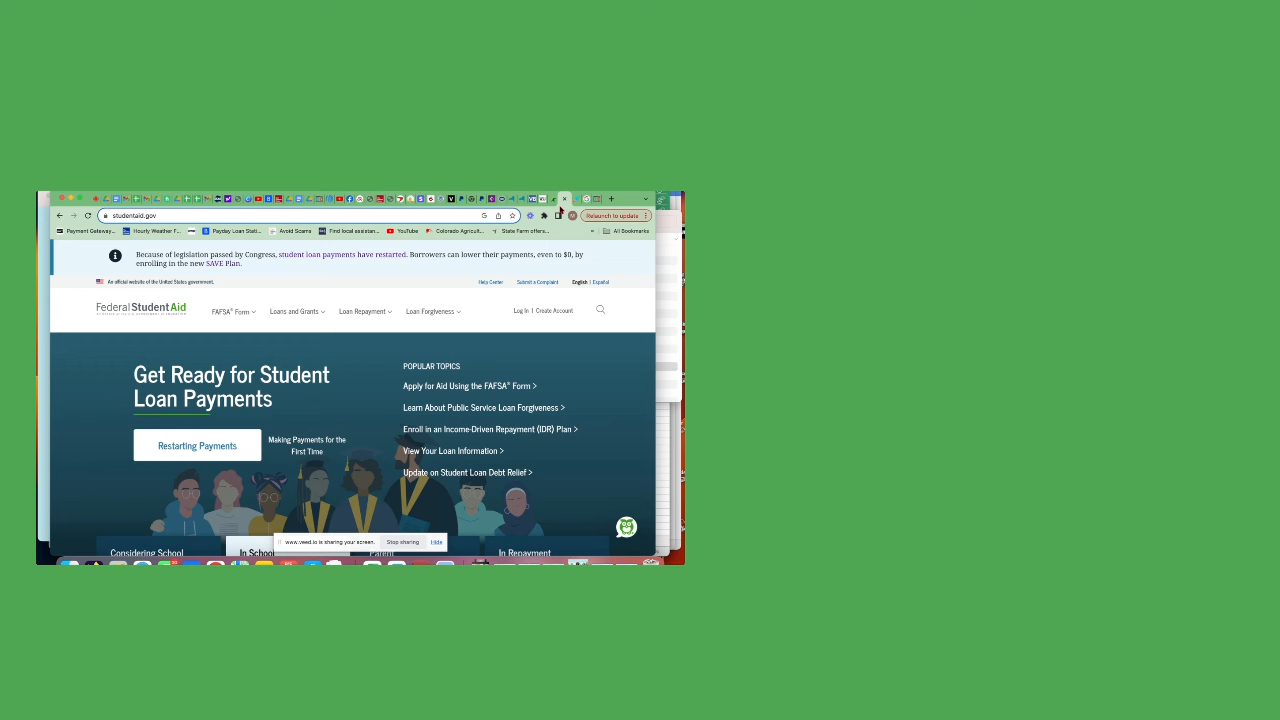 studentaid.gov
Relaunch to update
Payment Gateway... Hourly Weather F... Payday Loan Stati... Avoid Scams Find local assistan... YouTube Colorado Agricult... State Farm offers... » All Bookmarks
Because of legislation passed by Congress, student loan payments have restarted. Borrowers can lower their payments, even to $0, by
enrolling in the new SAVE Plan.
An official website of the United States government.
Help Center Submit a Complaint English | Español
Federal Student Aid
FAFSA® Form Loans and Grants Loan Repayment Loan Forgiveness
Log In | Create Account
Get Ready for Student
Loan Payments
Restarting Payments
Making Payments for the
First Time
POPULAR TOPICS
Apply for Aid Using the FAFSA® Form >
Learn About Public Service Loan Forgiveness >
Enroll in an Income-Driven Repayment (IDR) Plan >
View Your Loan Information >
Update on Student Loan Debt Relief >
www.veed.io is sharing your screen. Stop sharing Hide
Considering School In School Parent In Repayment